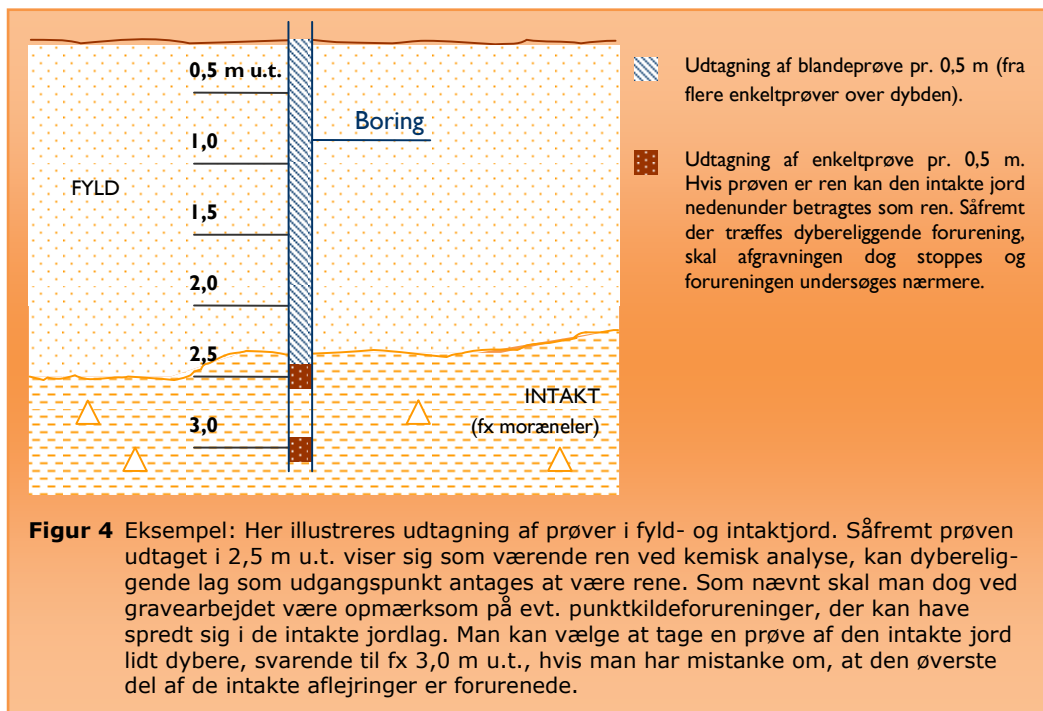 0,5 m u.t.
1,0
1,5
2,0
2,5
3,0
Boring
FYLD
INTAKT
(fx moræneler)
Udtagning af blandeprøve pr. 0,5 m (fra
flere enkeltprøver over dybden).
Udtagning af enkeltprøve pr. 0,5 m.
Hvis prøven er ren kan den intakte jord
nedenunder betragtes som ren. Såfremt
der træffes dybereliggende forurening,
skal afgravningen dog stoppes og
forureningen undersøges nærmere.
Figur 4 Eksempel: Her illustreres udtagning af prøver i fyld- og intaktjord. Såfremt prøven
udtaget i 2,5 m u.t. viser sig som værende ren ved kemisk analyse, kan dyberelig-
gende lag som udgangspunkt antages at være rene. Som nævnt skal man dog ved
gravearbejdet være opmærksom på evt. punktkildeforureninger, der kan have
spredt sig i de intakte jordlag. Man kan vælge at tage en prøve af den intakte jord
lidt dybere, svarende til fx 3,0 m u.t., hvis man har mistanke om, at den øverste
del af de intakte aflejringer er forurenede.